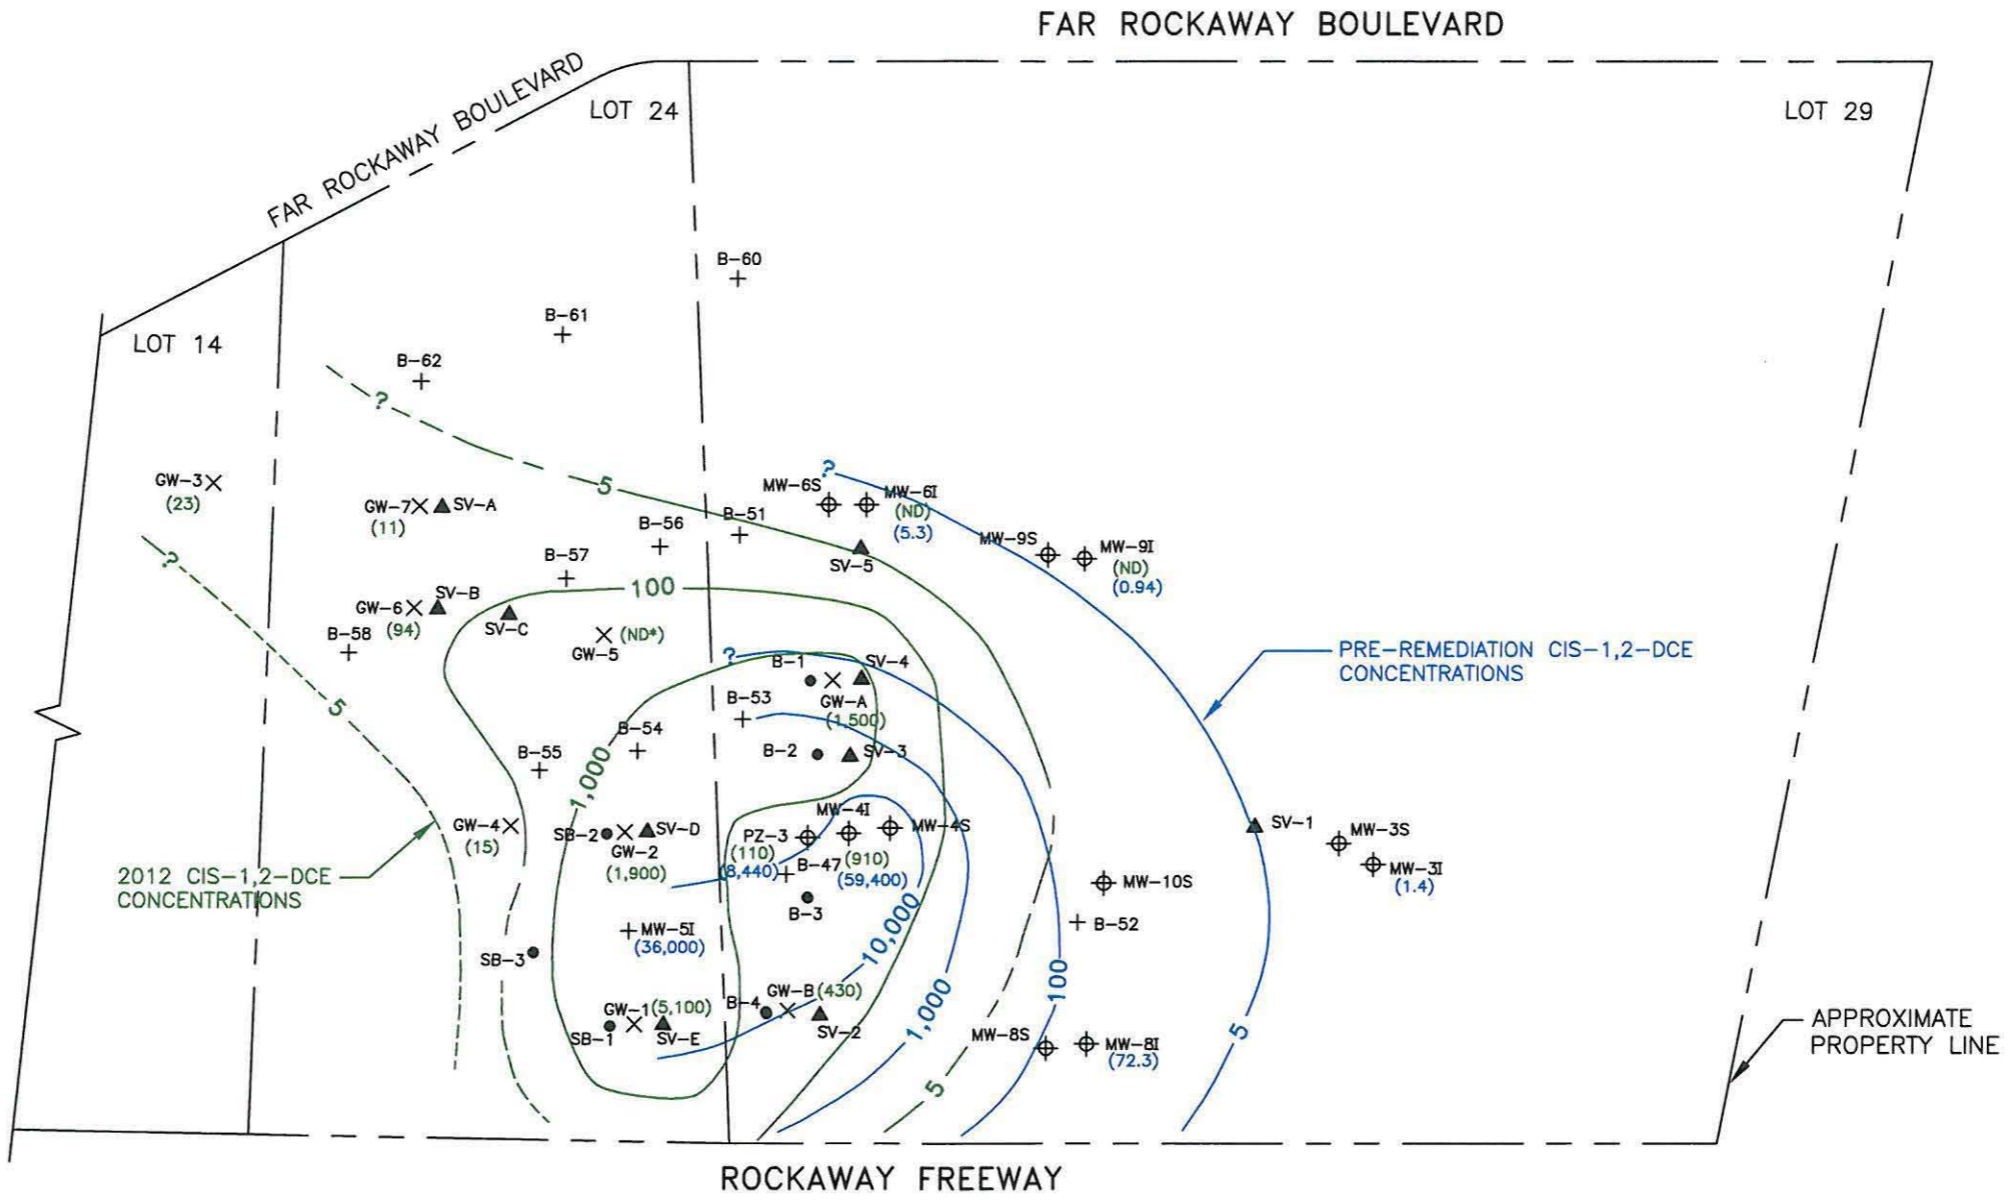 FAR ROCKAWAY BOULEVARD
FAR ROCKAWAY BOULEVARD
LOT 24
LOT 29
LOT 14
B-60
B-61
B-62
?
5
?
GW-3
(23)
GW-7
SV-A
(11)
B-56
B-51
MW-6S
MW-6I
(ND)
(5.3)
SV-5
MW-9S
MW-9I
(ND)
(0.94)
?
B-57
100
SV-B
GW-6
(94)
SV-C
B-58
GW-5
(ND*)
?
B-1
SV-4
GW-A
(1,500)
PRE-REMEDIATION CIS-1,2-DCE
CONCENTRATIONS
5
B-53
B-54
B-55
1,000
B-2
SV-3
GW-4
(15)
SB-2
SV-D
GW-2
(1,900)
MW-4I
MW-4S
PZ-3
(110)
(8,440)
B-47
(910)
(59,400)
B-3
SV-1
MW-3S
MW-3I
(1.4)
MW-10S
B-52
2012 CIS-1,2-DCE
CONCENTRATIONS
MW-5I
(36,000)
10,000
SB-3
GW-1
(5,100)
SB-1
SV-E
B-4
GW-B
(430)
SV-2
1,000
100
MW-8S
MW-8I
(72.3)
5
5
APPROXIMATE
PROPERTY LINE
ROCKAWAY FREEWAY